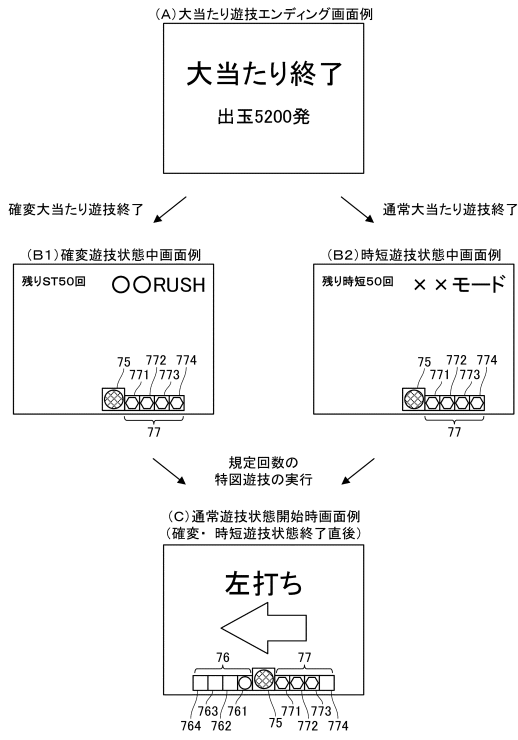 (A)大当たり遊技エンディング画面例
大当たり終了
出玉5200発
確変大当たり遊技終了
通常大当たり遊技終了
(B1)確変遊技状態中画面例
残りST50回
〇〇RUSH
75
771
772
773
774
77
(B2)時短遊技状態中画面例
残り時短50回
××モード
75
771
772
773
774
77
規定回数の
特図遊技の実行
(C)通常遊技状態開始時画面例
(確変・時短遊技状態終了直後)
左打ち
76
77
764
763
762
761
75
771
772
773
774